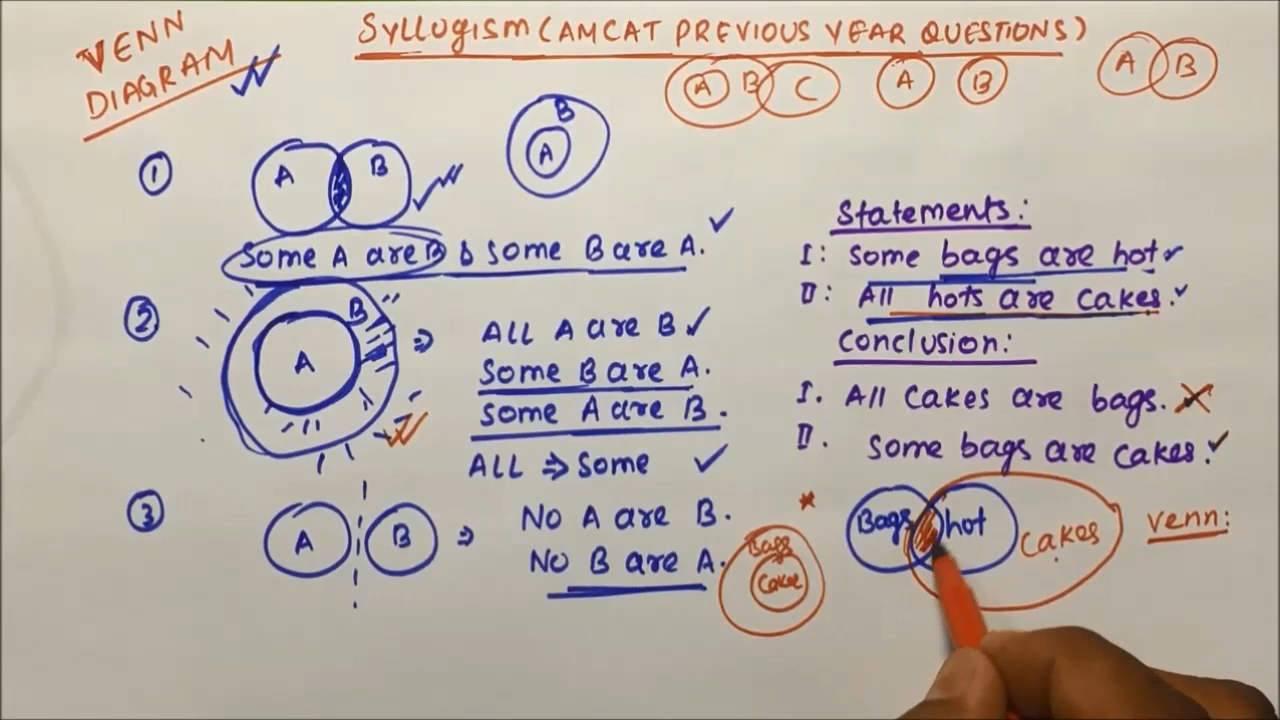 VENN
DIAGRAM
Syllogism (AMCAT PREVIOUS YEAR QUESTIONS)
A B C
A B
A B
1
A B
B
A
Some A are B & some B are A.
2
B
A
⇒ ALL A are B
Some B are A.
Some A are B.
ALL ⇒ Some
3
A B ⇒ NO A are B.
NO B are A.
Statements:
I: Some bags are hot
II: All hots are cakes.
Conclusion:
I. All Cakes are bags.
II. Some bags are cakes.
Bags hot Cakes
Venn:
Bags
Cake